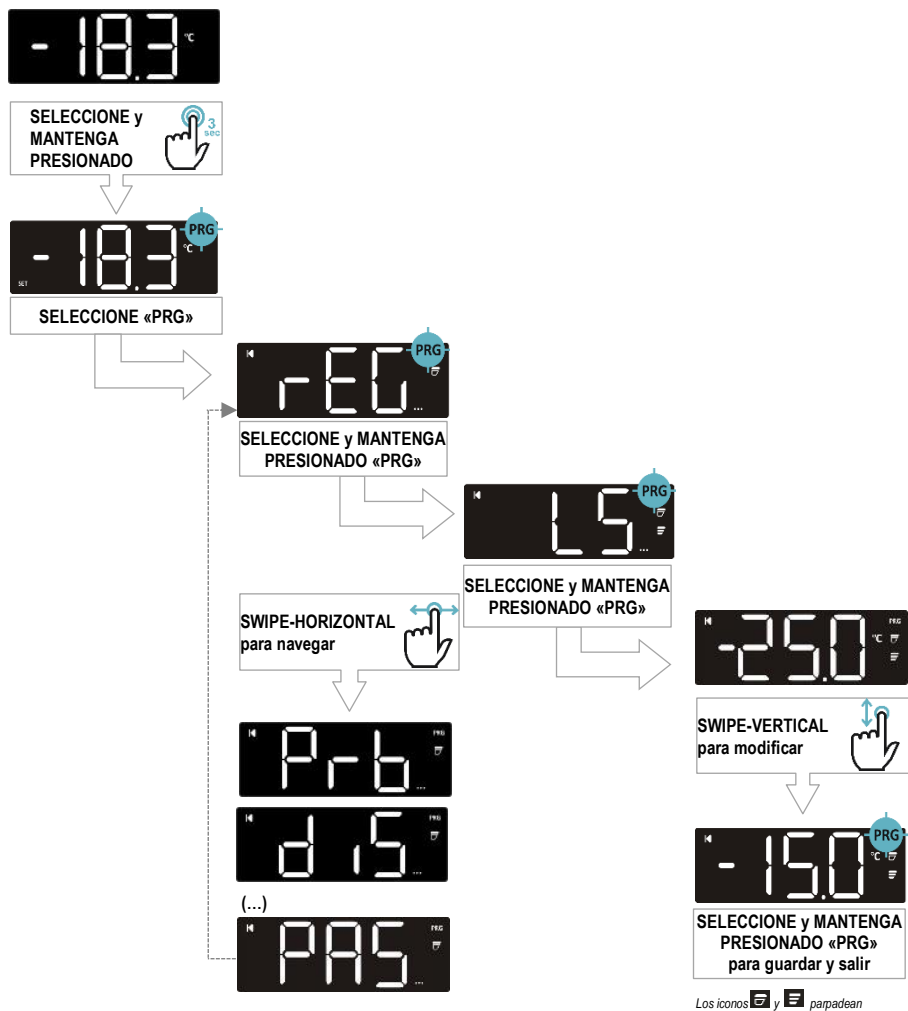 -18.3 °C
SELECCIONE y
MANTENGA
PRESIONADO
3
sec
PRG
-18.3 °C
SET
SELECCIONE «PRG»
PRG
rEG...
SELECCIONE y MANTENGA
PRESIONADO «PRG»
PRG
LS...
SELECCIONE y MANTENGA
PRESIONADO «PRG»
SWIPE-HORIZONTAL
para navegar
PRG
Prb...
PRG
diS...
(...)
PRG
PAS...
PRG
-25.0 °C
SWIPE-VERTICAL
para modificar
PRG
-15.0 °C
SELECCIONE y MANTENGA
PRESIONADO «PRG»
para guardar y salir
Los iconos y parpadean